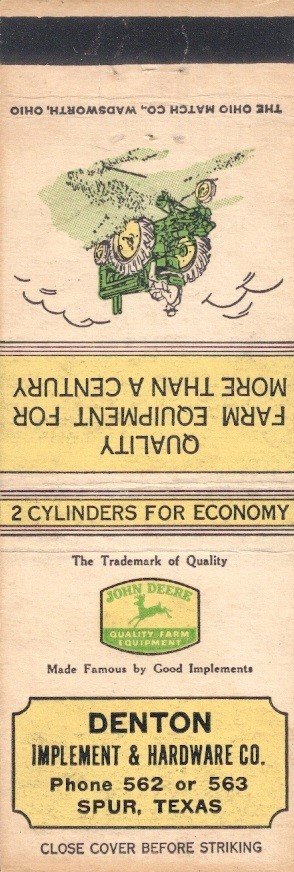 THE OHIO MATCH CO., WADSWORTH, OHIO
QUALITY
FARM EQUIPMENT FOR
MORE THAN A CENTURY
2 CYLINDERS FOR ECONOMY
The Trademark of Quality
JOHN DEERE
QUALITY FARM
EQUIPMENT
Made Famous by Good Implements
DENTON
IMPLEMENT & HARDWARE CO.
Phone 562 or 563
SPUR, TEXAS
CLOSE COVER BEFORE STRIKING